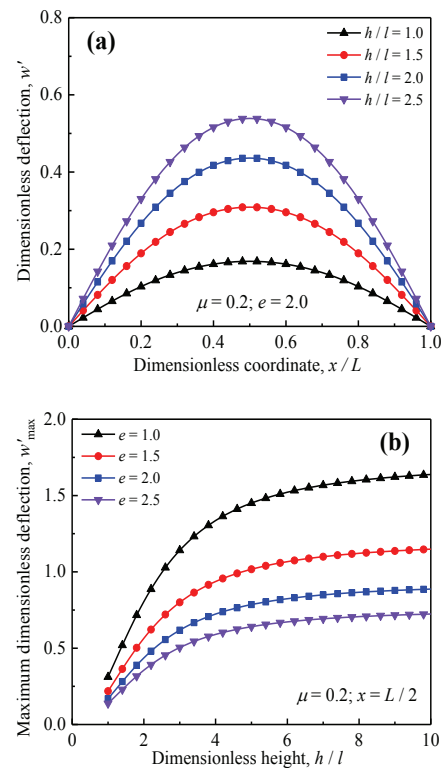 (a)
h / l = 1.0
h / l = 1.5
h / l = 2.0
h / l = 2.5
0.8
0.6
0.4
0.2
0.0
Dimensionless deflection, w′
μ = 0.2; e = 2.0
0.0 0.2 0.4 0.6 0.8 1.0
Dimensionless coordinate, x / L
(b)
e = 1.0
e = 1.5
e = 2.0
e = 2.5
2.0
1.5
1.0
0.5
0.0
Maximum dimensionless deflection, w′max
μ = 0.2; x = L / 2
0 2 4 6 8 10
Dimensionless height, h / l